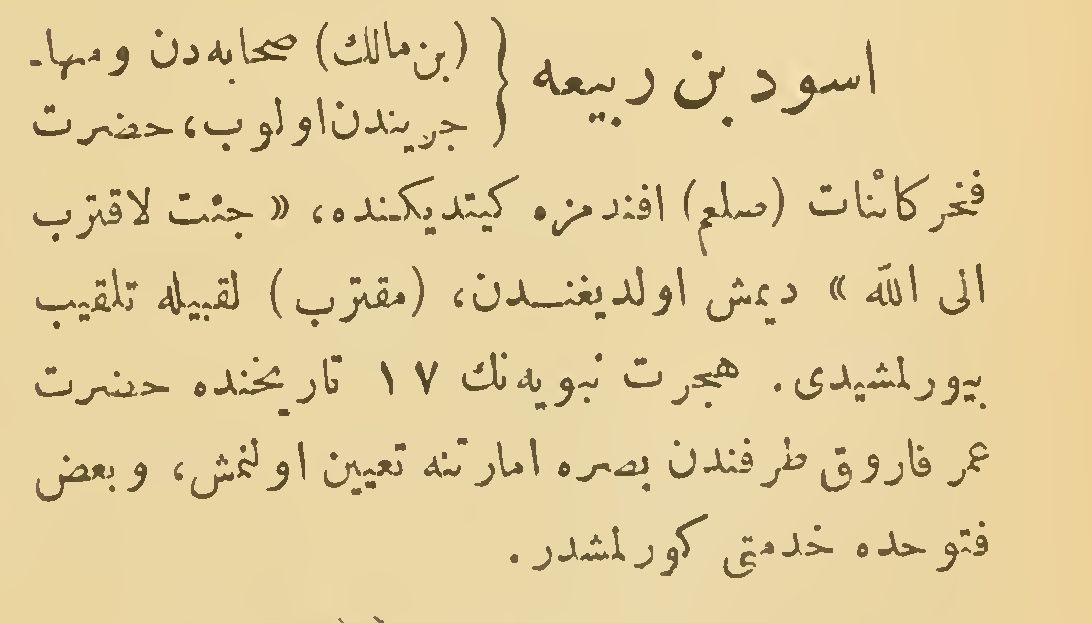 اسود بن ربیعه { (بن مالك) صحابه‌دن و مها-
جریندن اولوب، حضرت
فخر کائنات (صلعم) افندمزه کیتدیکنده، « جئت لاقترب
الی الله » دیمش اولدیغندن، (مقترب) لقبیله تلقیب
بیورلمشیدی. هجرت نبویه‌نك ۱۷ تاریخنده حضرت
عمر فاروق طرفندن بصره امارتنه تعیین اولنمش، و بعض
فتوحده خدمتی کورلمشدر.